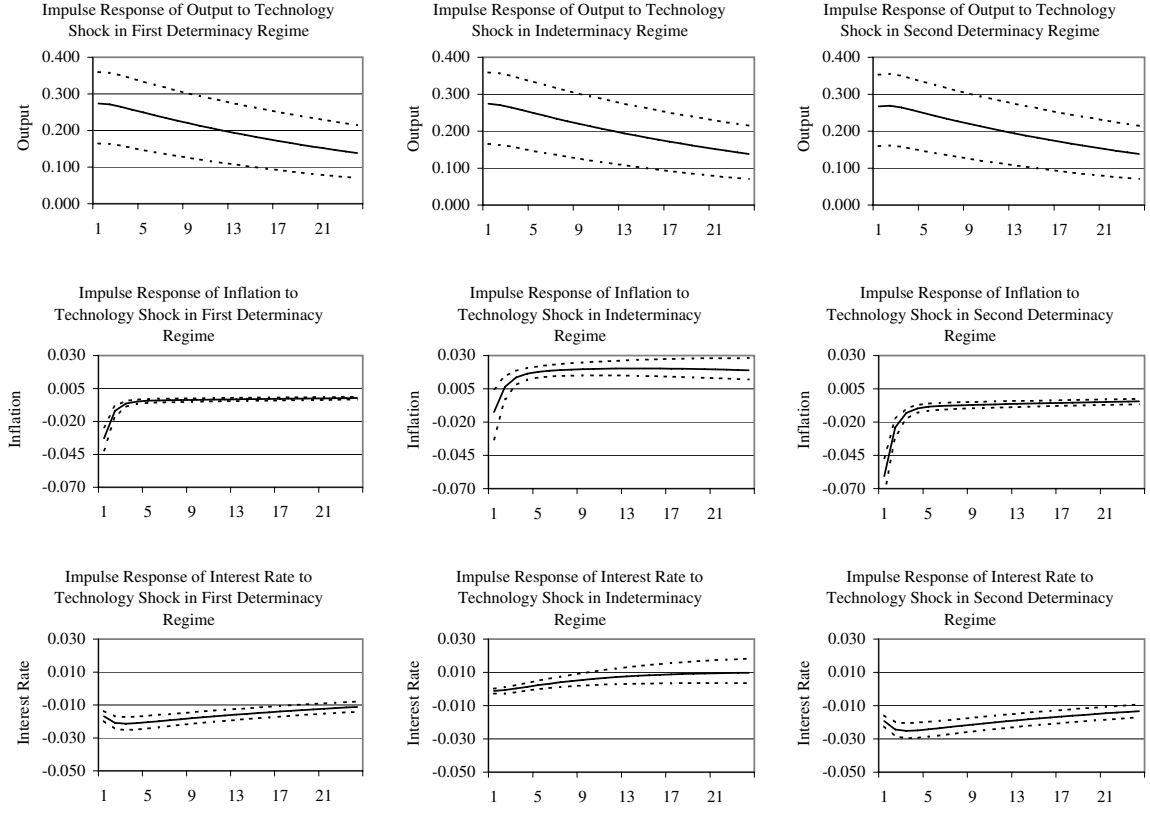 Impulse Response of Output to Technology
Shock in First Determinacy Regime
0.400
0.300
0.200
0.100
0.000
Output
1 5 9 13 17 21
Impulse Response of Output to Technology
Shock in Indeterminacy Regime
0.400
0.300
0.200
0.100
0.000
Output
1 5 9 13 17 21
Impulse Response of Output to Technology
Shock in Second Determinacy Regime
0.400
0.300
0.200
0.100
0.000
Output
1 5 9 13 17 21
Impulse Response of Inflation to
Technology Shock in First Determinacy
Regime
0.030
0.005
-0.020
-0.045
-0.070
Inflation
1 5 9 13 17 21
Impulse Response of Inflation to
Technology Shock in Indeterminacy
Regime
0.030
0.005
-0.020
-0.045
-0.070
Inflation
1 5 9 13 17 21
Impulse Response of Inflation to
Technology Shock in Second Determinacy
Regime
0.030
0.005
-0.020
-0.045
-0.070
Inflation
1 5 9 13 17 21
Impulse Response of Interest Rate to
Technology Shock in First Determinacy
Regime
0.030
0.010
-0.010
-0.030
-0.050
Interest Rate
1 5 9 13 17 21
Impulse Response of Interest Rate to
Technology Shock in Indeterminacy
Regime
0.030
0.010
-0.010
-0.030
-0.050
Interest Rate
1 5 9 13 17 21
Impulse Response of Interest Rate to
Technology Shock in Second Determinacy
Regime
0.030
0.010
-0.010
-0.030
-0.050
Interest Rate
1 5 9 13 17 21